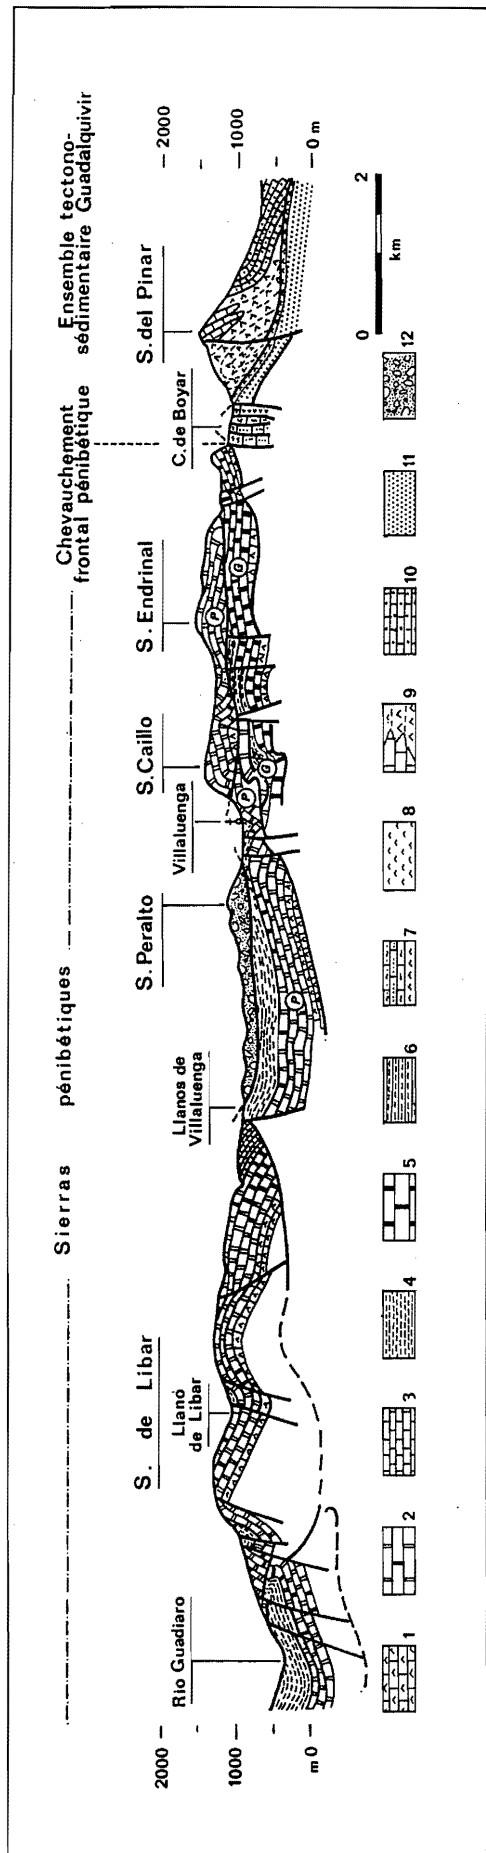 Sierras pénibétiques
Chevauchement
frontal pénibétique
Ensemble tectono-
sédimentaire Guadalquivir
S. de Libar
Llanó
de Libar
Rio Guadiaro
Llanos de
Villaluenga
S. Peralto
Villaluenga
S. Caillo
S. Endrinal
C. de Boyar
S. del Pinar
2000
1000
m 0
2000
1000
0 m
P
P
G
P
G
0 2
km
1 2 3 4 5 6 7 8 9 10 11 12